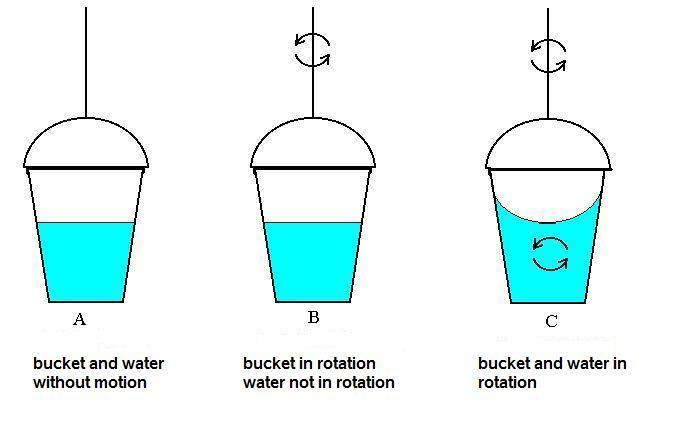 A
B
C
bucket and water
without motion
bucket in rotation
water not in rotation
bucket and water in
rotation